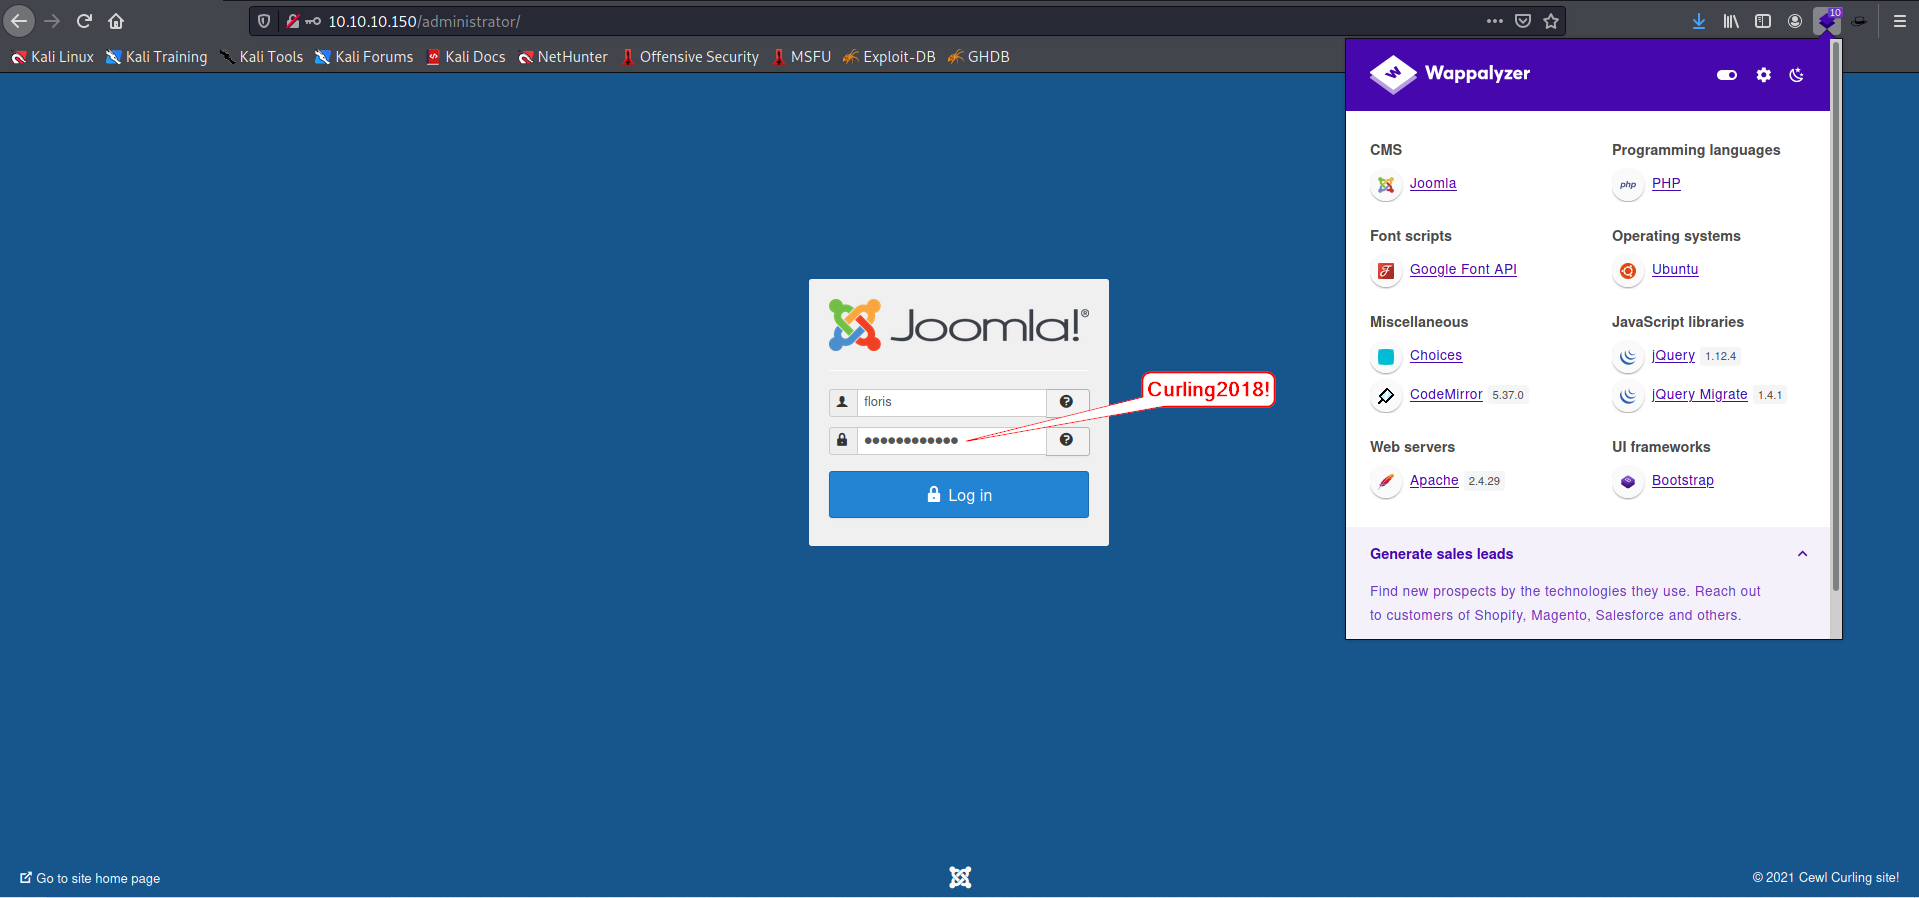 10.10.10.150/administrator/
10
Kali Linux Kali Training Kali Tools Kali Forums Kali Docs NetHunter Offensive Security MSFU Exploit-DB GHDB
Wappalyzer
CMS
Joomla
Programming languages
php PHP
Font scripts
Google Font API
Operating systems
Ubuntu
Miscellaneous
Choices
CodeMirror 5.37.0
JavaScript libraries
jQuery 1.12.4
jQuery Migrate 1.4.1
Web servers
Apache 2.4.29
UI frameworks
Bootstrap
Generate sales leads
Find new prospects by the technologies they use. Reach out
to customers of Shopify, Magento, Salesforce and others.
Joomla!®
floris
Curling2018!
Log in
Go to site home page
© 2021 Cewl Curling site!